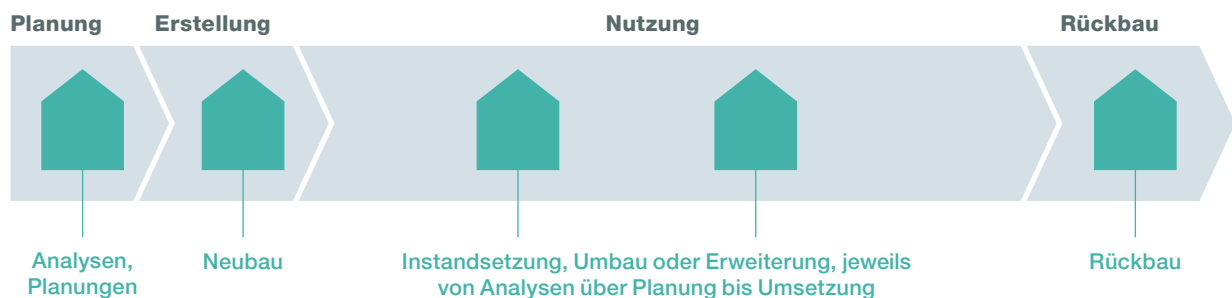 Planung
Erstellung
Nutzung
Rückbau
Analysen,
Planungen
Neubau
Instandsetzung, Umbau oder Erweiterung, jeweils
von Analysen über Planung bis Umsetzung
Rückbau